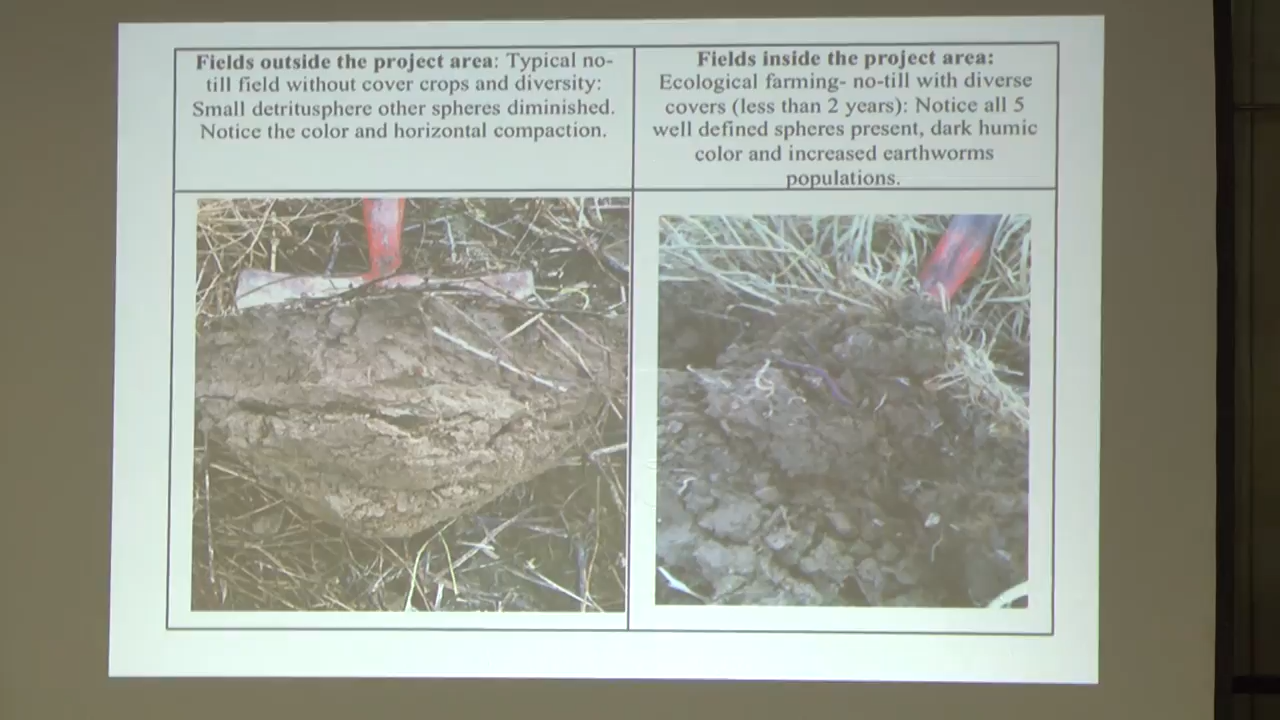 Fields outside the project area: Typical no-
till field without cover crops and diversity:
Small detritusphere other spheres diminished.
Notice the color and horizontal compaction.
Fields inside the project area:
Ecological farming- no-till with diverse
covers (less than 2 years): Notice all 5
well defined spheres present, dark humic
color and increased earthworms
populations.